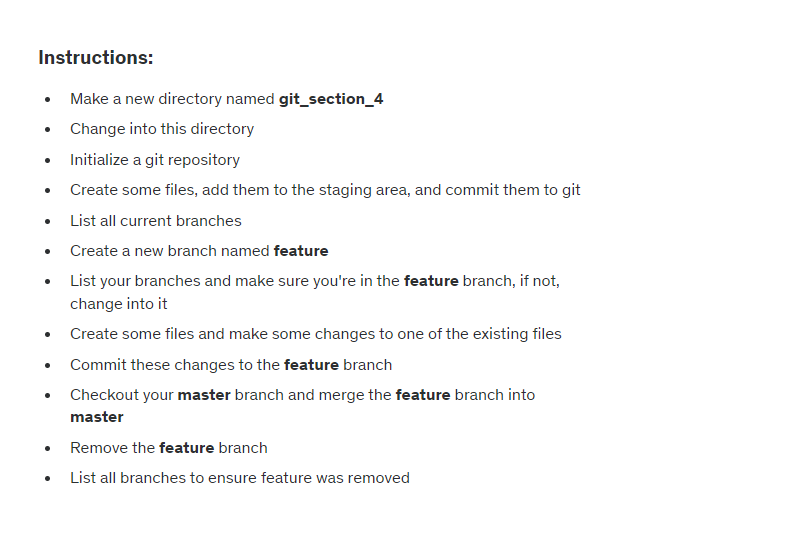 Instructions:
• Make a new directory named git_section_4
• Change into this directory
• Initialize a git repository
• Create some files, add them to the staging area, and commit them to git
• List all current branches
• Create a new branch named feature
• List your branches and make sure you're in the feature branch, if not,
change into it
• Create some files and make some changes to one of the existing files
• Commit these changes to the feature branch
• Checkout your master branch and merge the feature branch into
master
• Remove the feature branch
• List all branches to ensure feature was removed